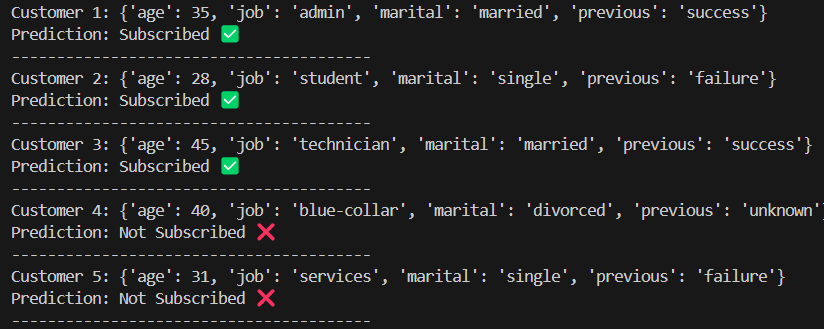 Customer 1: {'age': 35, 'job': 'admin', 'marital': 'married', 'previous': 'success'}
Prediction: Subscribed ✅
----------------------------------------
Customer 2: {'age': 28, 'job': 'student', 'marital': 'single', 'previous': 'failure'}
Prediction: Subscribed ✅
----------------------------------------
Customer 3: {'age': 45, 'job': 'technician', 'marital': 'married', 'previous': 'success'}
Prediction: Subscribed ✅
----------------------------------------
Customer 4: {'age': 40, 'job': 'blue-collar', 'marital': 'divorced', 'previous': 'unknown'}
Prediction: Not Subscribed ❌
----------------------------------------
Customer 5: {'age': 31, 'job': 'services', 'marital': 'single', 'previous': 'failure'}
Prediction: Not Subscribed ❌
----------------------------------------